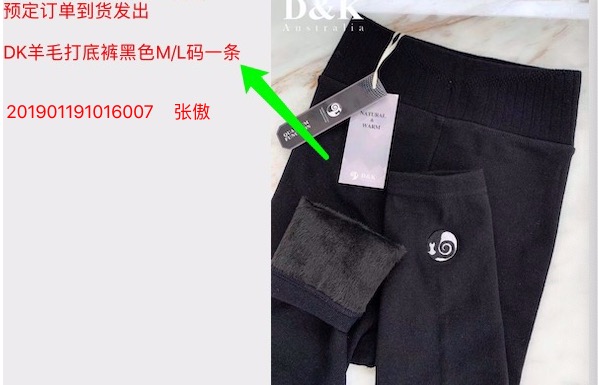 预定订单到货发出
D&K
Australia
DK羊毛打底裤黑色M/L码一条
201901191016007 张傲
NATURAL
&
WARM
D&K